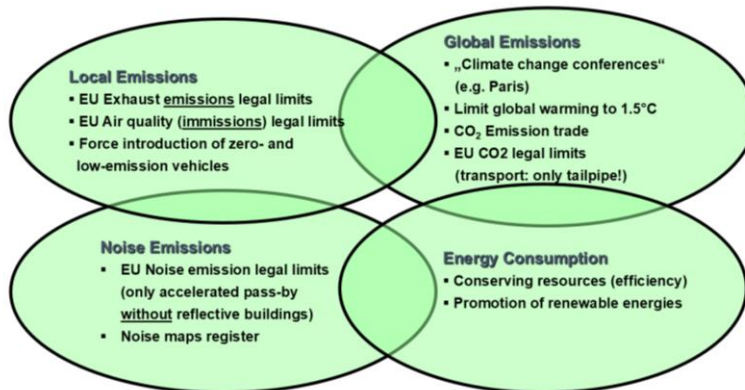 Local Emissions
▪ EU Exhaust emissions legal limits
▪ EU Air quality (immissions) legal limits
▪ Force introduction of zero- and
low-emission vehicles
Global Emissions
▪ „Climate change conferences“
(e.g. Paris)
▪ Limit global warming to 1.5°C
▪ CO₂ Emission trade
▪ EU CO2 legal limits
(transport: only tailpipe!)
Noise Emissions
▪ EU Noise emission legal limits
(only accelerated pass-by
without reflective buildings)
▪ Noise maps register
Energy Consumption
▪ Conserving resources (efficiency)
▪ Promotion of renewable energies